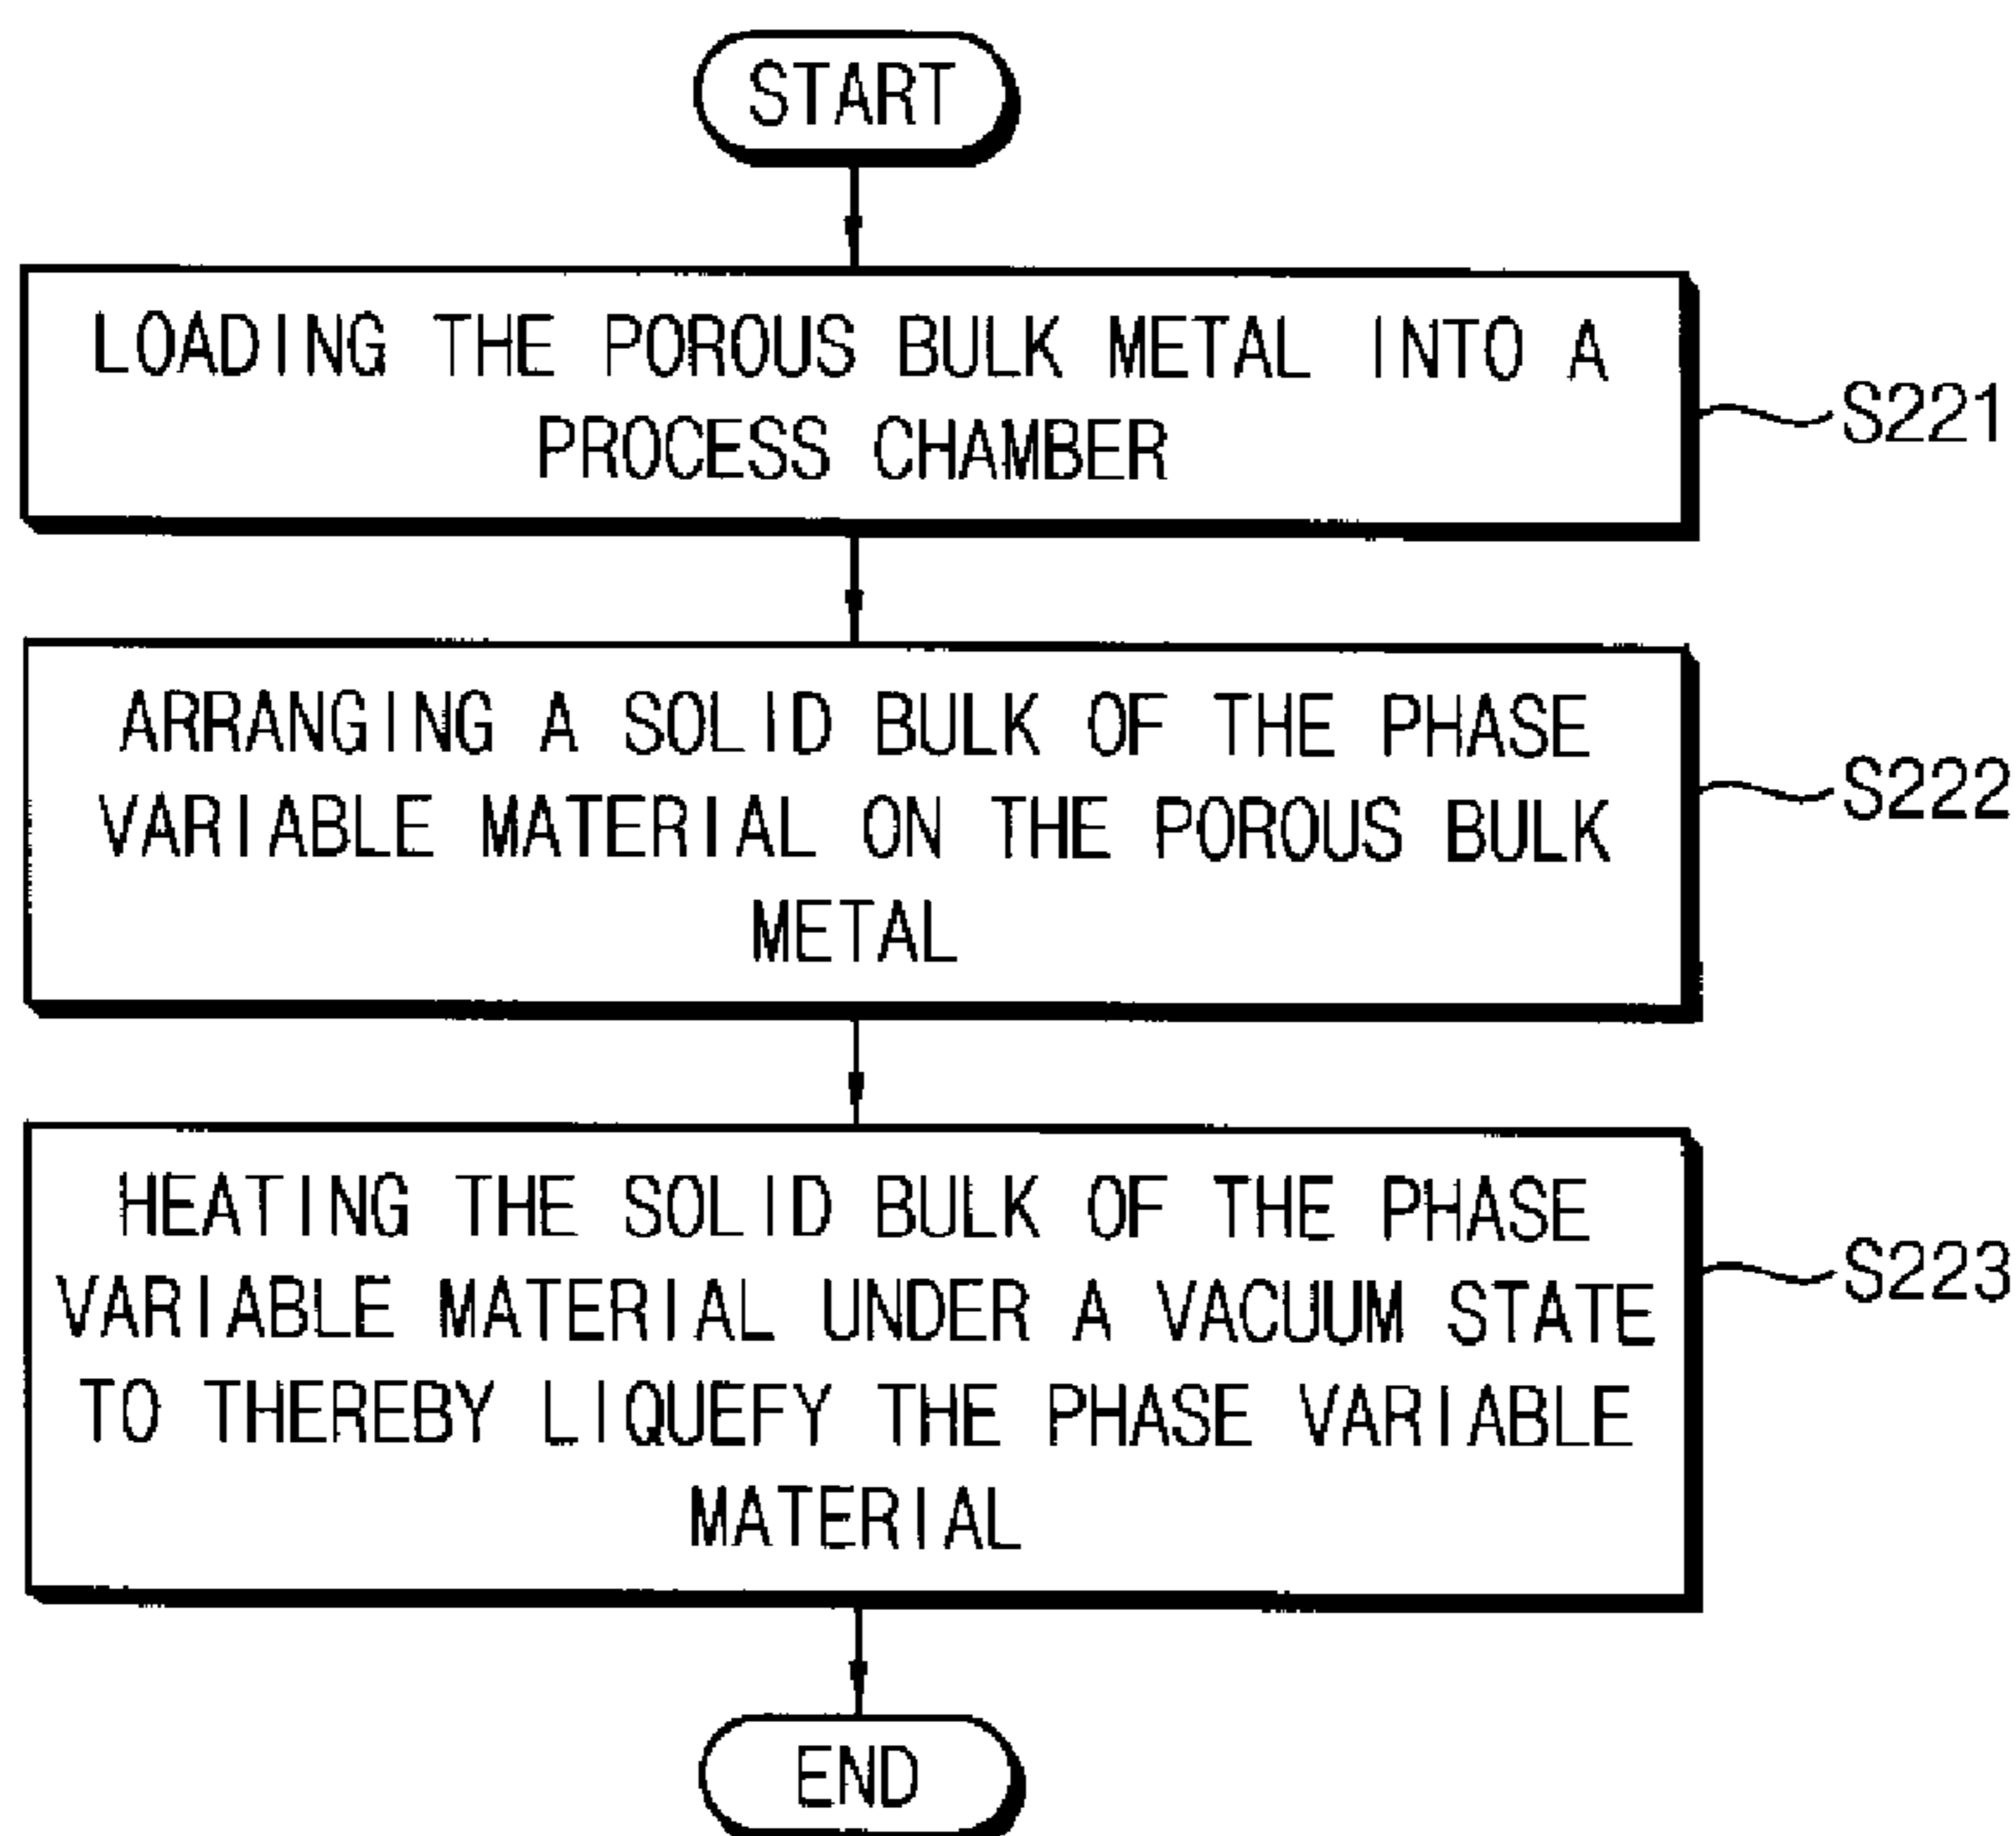 START
LOADING THE POROUS BULK METAL INTO A
PROCESS CHAMBER
S221
ARRANGING A SOLID BULK OF THE PHASE
VARIABLE MATERIAL ON THE POROUS BULK
METAL
S222
HEATING THE SOLID BULK OF THE PHASE
VARIABLE MATERIAL UNDER A VACUUM STATE
TO THEREBY LIQUEFY THE PHASE VARIABLE
MATERIAL
S223
END